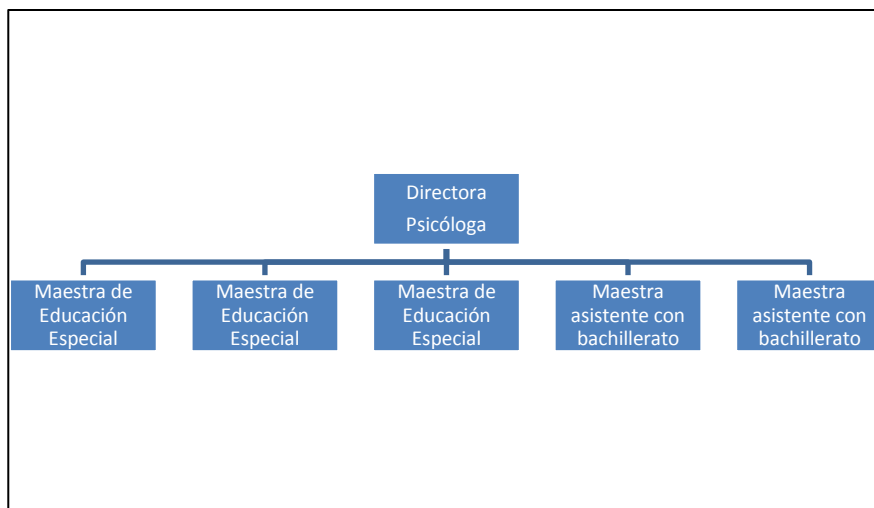 Directora
Psicóloga
Maestra de
Educación
Especial
Maestra de
Educación
Especial
Maestra de
Educación
Especial
Maestra
asistente con
bachillerato
Maestra
asistente con
bachillerato